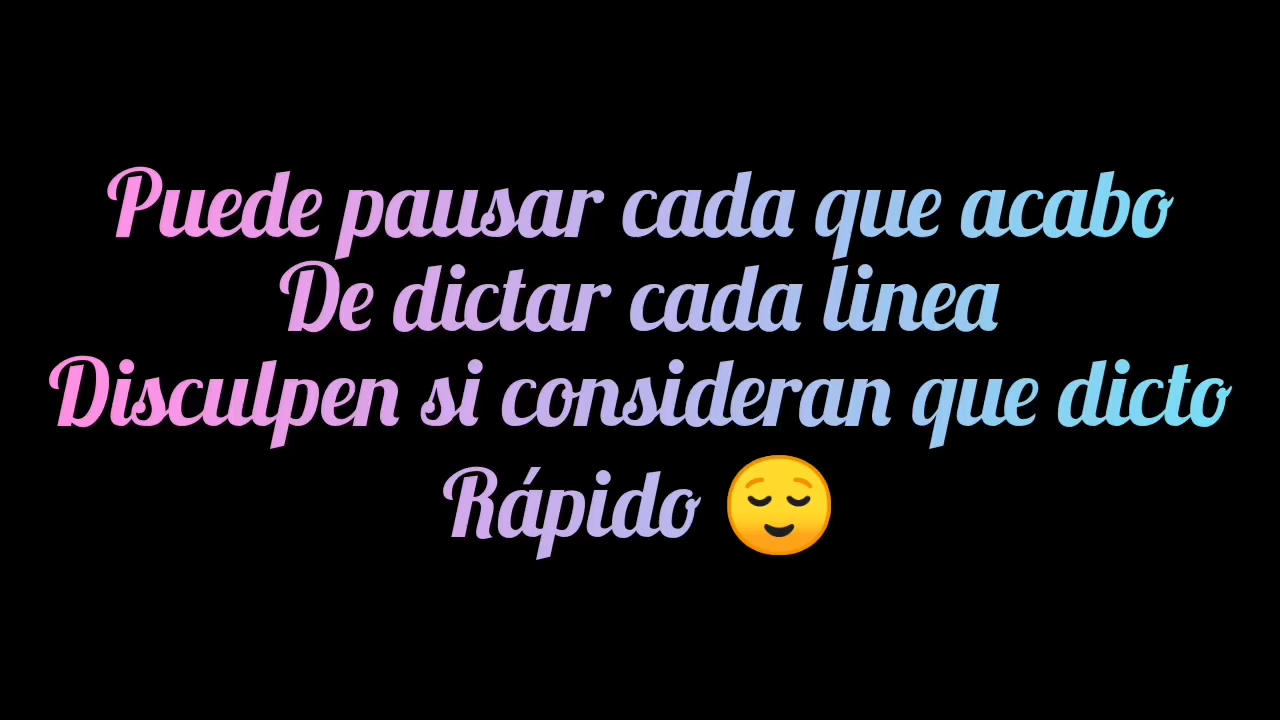 Puede pausar cada que acabo
De dictar cada linea
Disculpen si consideran que dicto
Rápido 😌